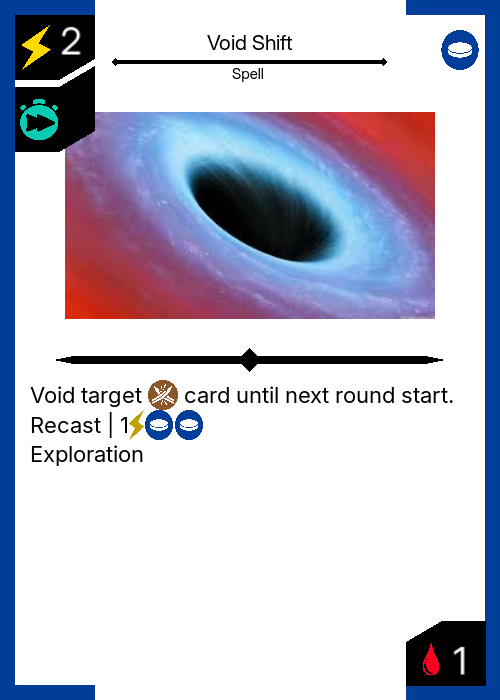 2
Void Shift
Spell
Void target card until next round start.
Recast | 1
Exploration
1